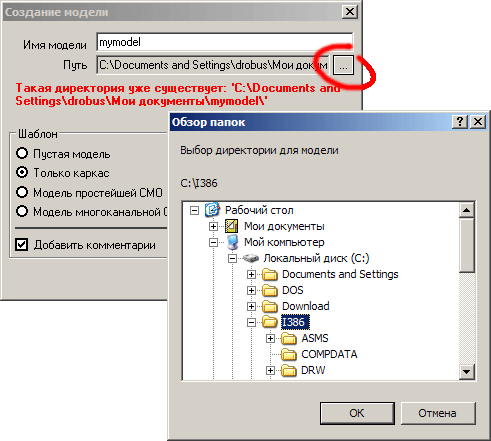 Создание модели
Имя модели mymodel
Путь C:\Documents and Settings\drobus\Мои докум ...
Такая директория уже существует: 'C:\Documents and
Settings\drobus\Мои документы\mymodel\'
Шаблон
Пустая модель
Только каркас
Модель простейшей СМО
Модель многоканальной С
Добавить комментарии
Обзор папок
Выбор директории для модели
C:\I386
Рабочий стол
Мои документы
Мой компьютер
Локальный диск (C:)
Documents and Settings
DOS
Download
I386
ASMS
COMPDATA
DRW
OK Отмена